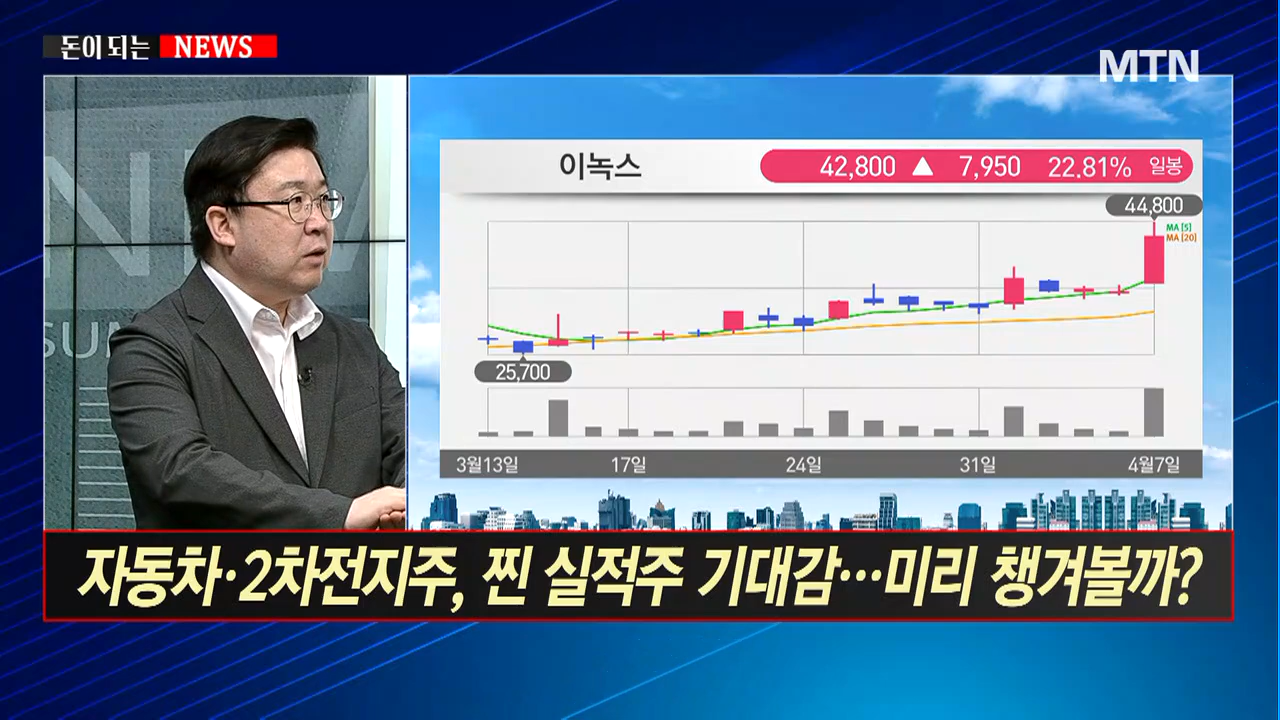 돈이 되는 NEWS
MTN
이녹스
42,800 ▲ 7,950 22.81% 일봉
44,800
MA [5]
MA [20]
25,700
3월13일 17일 24일 31일 4월7일
자동차·2차전지주, 찐 실적주 기대감…미리 챙겨볼까?